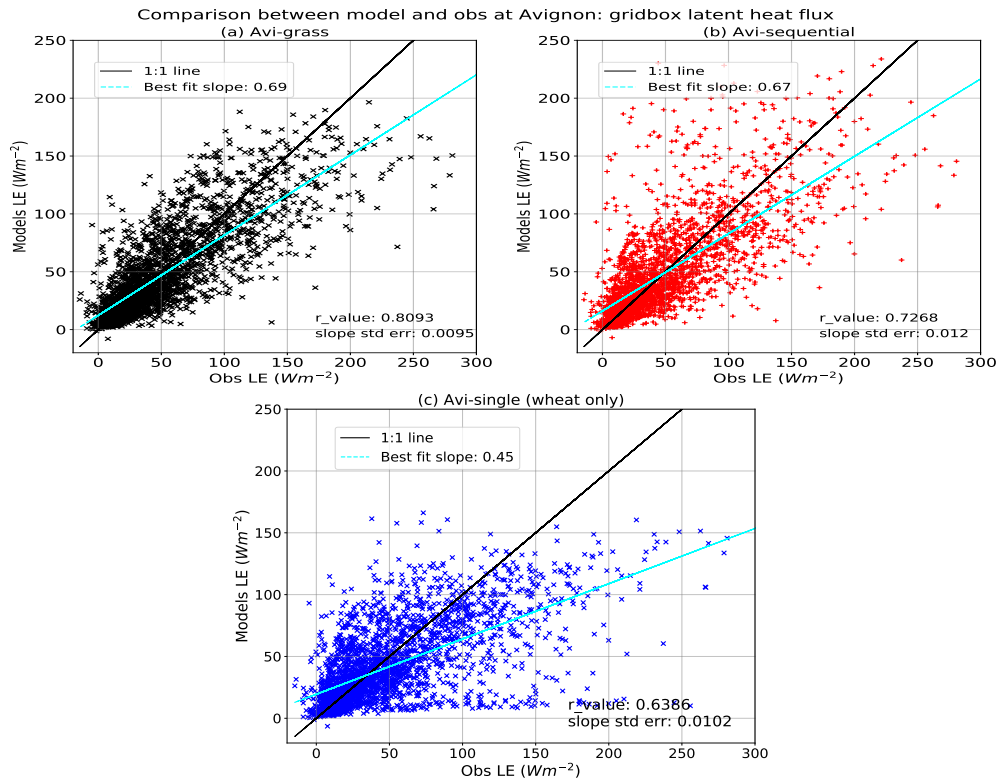 Comparison between model and obs at Avignon: gridbox latent heat flux
(a) Avi-grass
250
200
150
100
50
0
Models LE (Wm⁻²)
1:1 line
Best fit slope: 0.69
r_value: 0.8093
slope std err: 0.0095
0 50 100 150 200 250 300
Obs LE (Wm⁻²)
(b) Avi-sequential
250
200
150
100
50
0
Models LE (Wm⁻²)
1:1 line
Best fit slope: 0.67
r_value: 0.7268
slope std err: 0.012
0 50 100 150 200 250 300
Obs LE (Wm⁻²)
(c) Avi-single (wheat only)
250
200
150
100
50
0
Models LE (Wm⁻²)
1:1 line
Best fit slope: 0.45
r_value: 0.6386
slope std err: 0.0102
0 50 100 150 200 250 300
Obs LE (Wm⁻²)